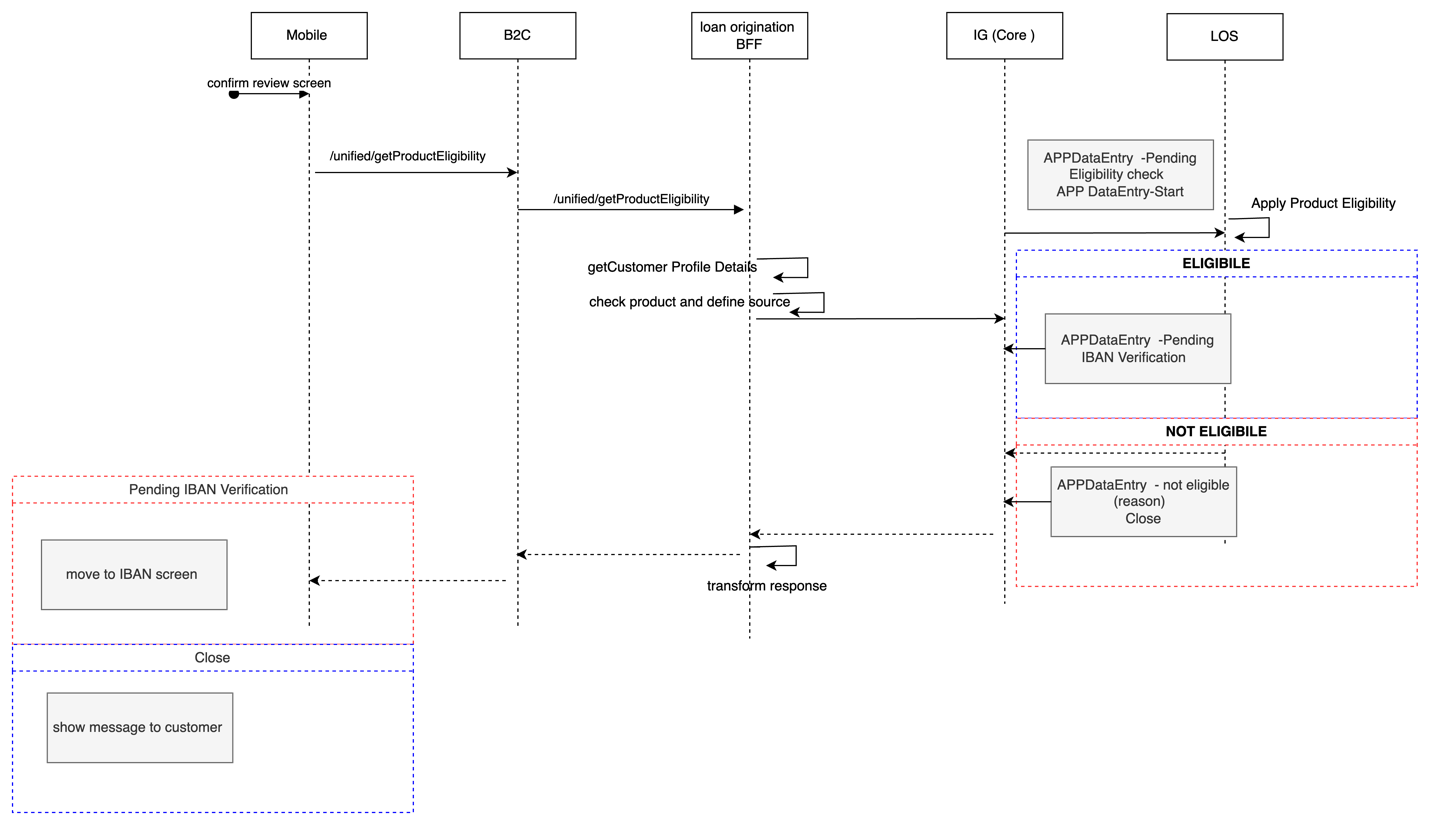 Mobile
B2C
loan origination
BFF
IG (Core )
LOS
confirm review screen
/unified/getProductEligibility
/unified/getProductEligibility
APPDataEntry -Pending
Eligibility check
APP DataEntry-Start
Apply Product Eligibility
getCustomer Profile Details
check product and define source
ELIGIBILE
APPDataEntry -Pending
IBAN Verification
NOT ELIGIBILE
APPDataEntry - not eligible
(reason)
Close
Pending IBAN Verification
move to IBAN screen
transform response
Close
show message to customer